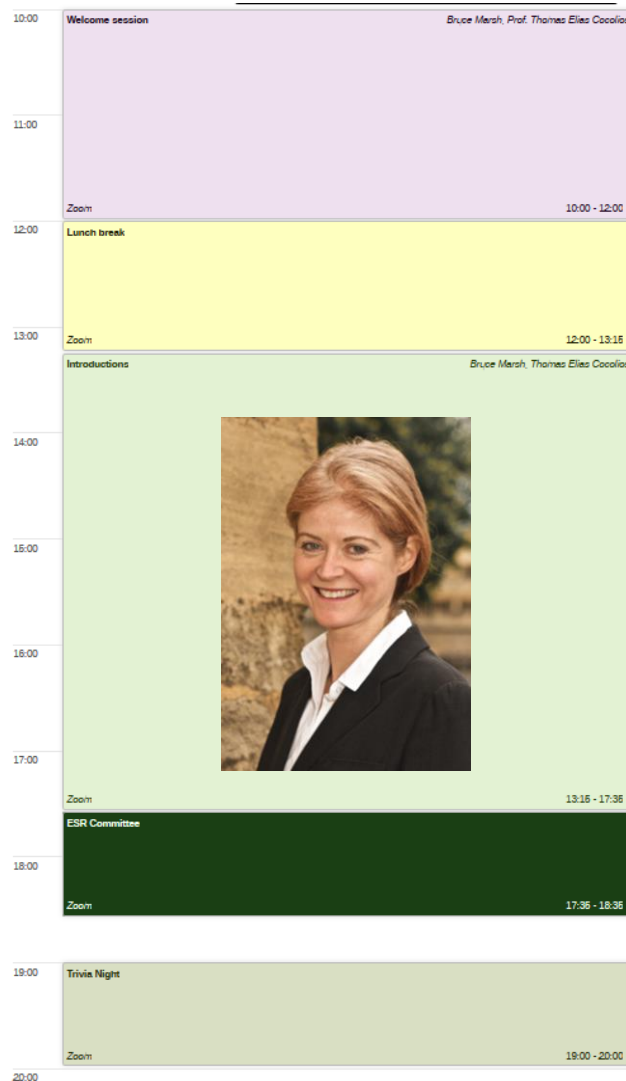 10:00
Welcome session
Bruce Marsh, Prof. Thomas Elias Cocolios
11:00
Zoom
10:00 - 12:00
12:00
Lunch break
13:00
Zoom
12:00 - 13:15
Introductions
Bruce Marsh, Thomas Elias Cocolios
14:00
15:00
16:00
17:00
Zoom
13:15 - 17:35
ESR Committee
18:00
Zoom
17:35 - 18:35
19:00
Trivia Night
Zoom
19:00 - 20:00
20:00